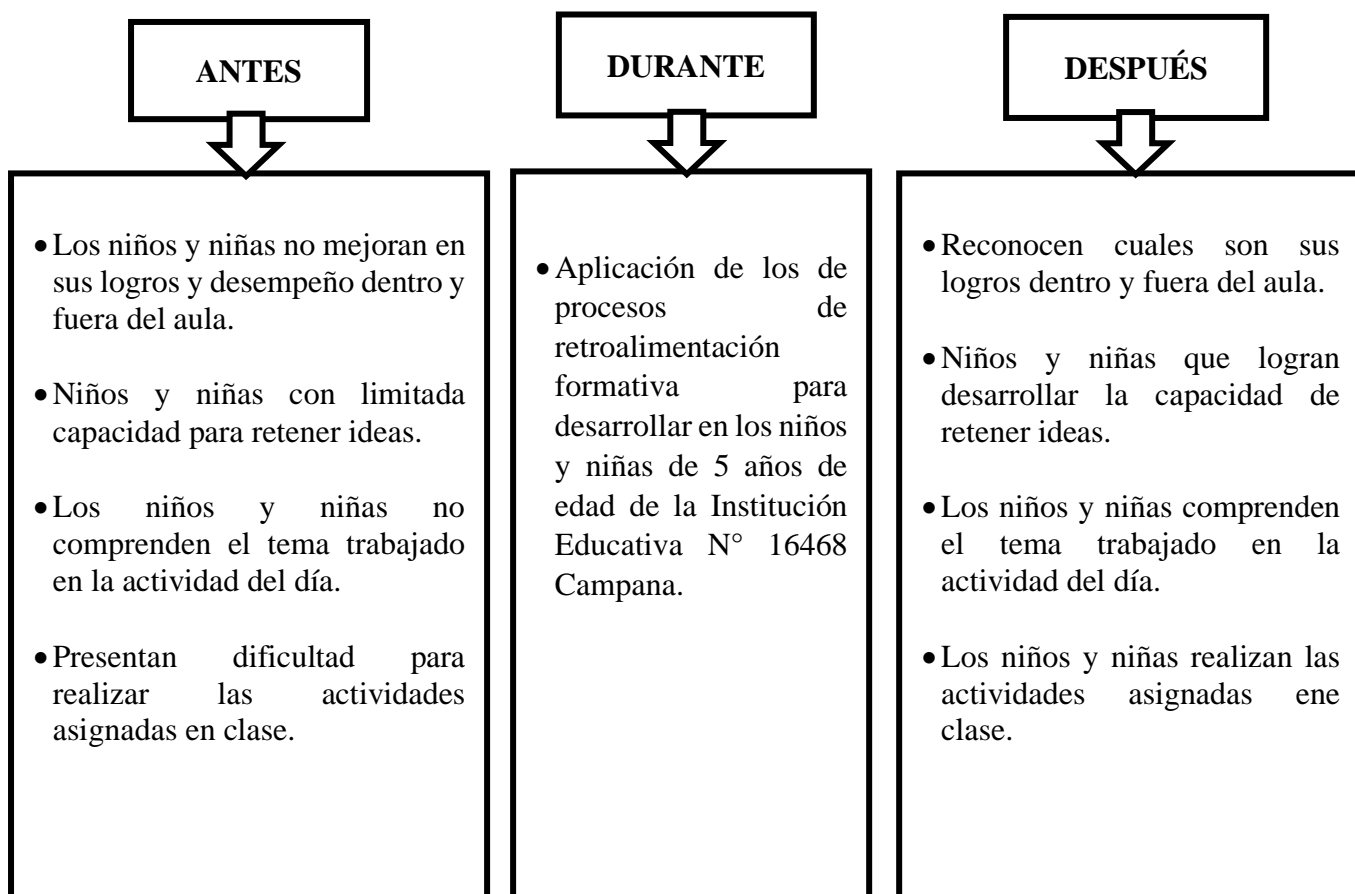 ANTES
• Los niños y niñas no mejoran en
sus logros y desempeño dentro y
fuera del aula.
• Niños y niñas con limitada
capacidad para retener ideas.
• Los niños y niñas no
comprenden el tema trabajado
en la actividad del día.
• Presentan dificultad para
realizar las actividades
asignadas en clase.
DURANTE
• Aplicación de los de
procesos de
retroalimentación
formativa para
desarrollar en los niños
y niñas de 5 años de
edad de la Institución
Educativa N° 16468
Campana.
DESPUÉS
• Reconocen cuales son sus
logros dentro y fuera del aula.
• Niños y niñas que logran
desarrollar la capacidad de
retener ideas.
• Los niños y niñas comprenden
el tema trabajado en la
actividad del día.
• Los niños y niñas realizan las
actividades asignadas ene
clase.